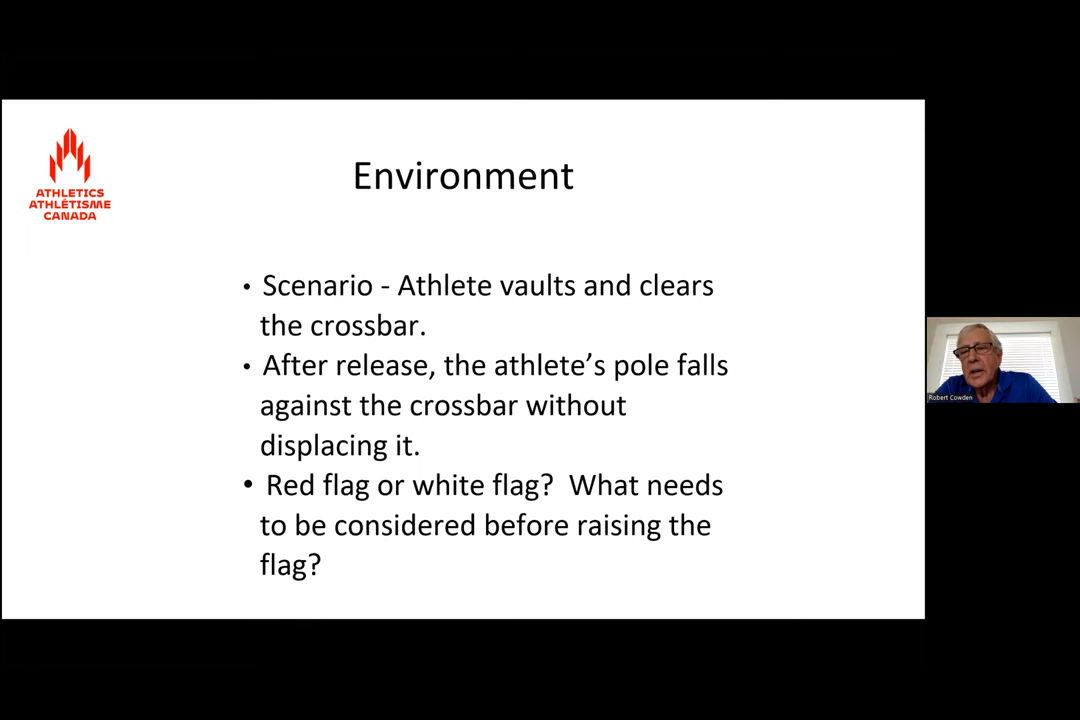 ATHLETICS
ATHLÉTISME
CANADA
Environment
• Scenario - Athlete vaults and clears
the crossbar.
• After release, the athlete’s pole falls
against the crossbar without
displacing it.
• Red flag or white flag?  What needs
to be considered before raising the
flag?
Robert Cowden